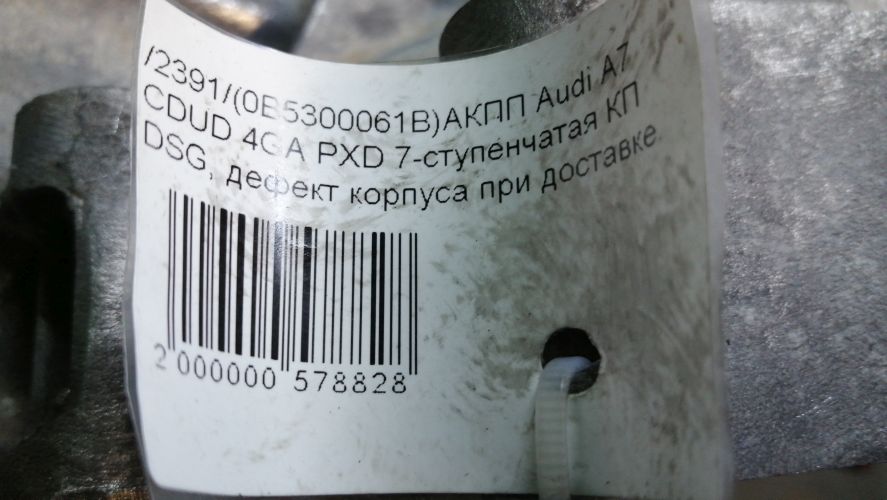 /2391/(0B5300061B)АКПП Audi A7
CDUD 4GA PXD 7-ступенчатая КП
DSG, дефект корпуса при доставке
2 000000 578828